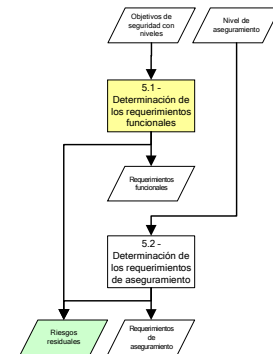 Objetivos de
seguridad con
niveles
Nivel de
aseguramiento
5.1 -
Determinación de
los requerimientos
funcionales
Requerimientos
funcionales
5.2 -
Determinación de
los requerimientos
de aseguramiento
Riesgos
residuales
Requerimientos
de
aseguramiento